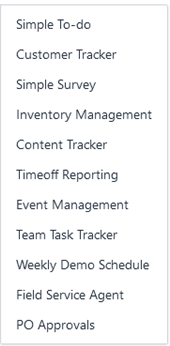 Simple To-do
Customer Tracker
Simple Survey
Inventory Management
Content Tracker
Timeoff Reporting
Event Management
Team Task Tracker
Weekly Demo Schedule
Field Service Agent
PO Approvals